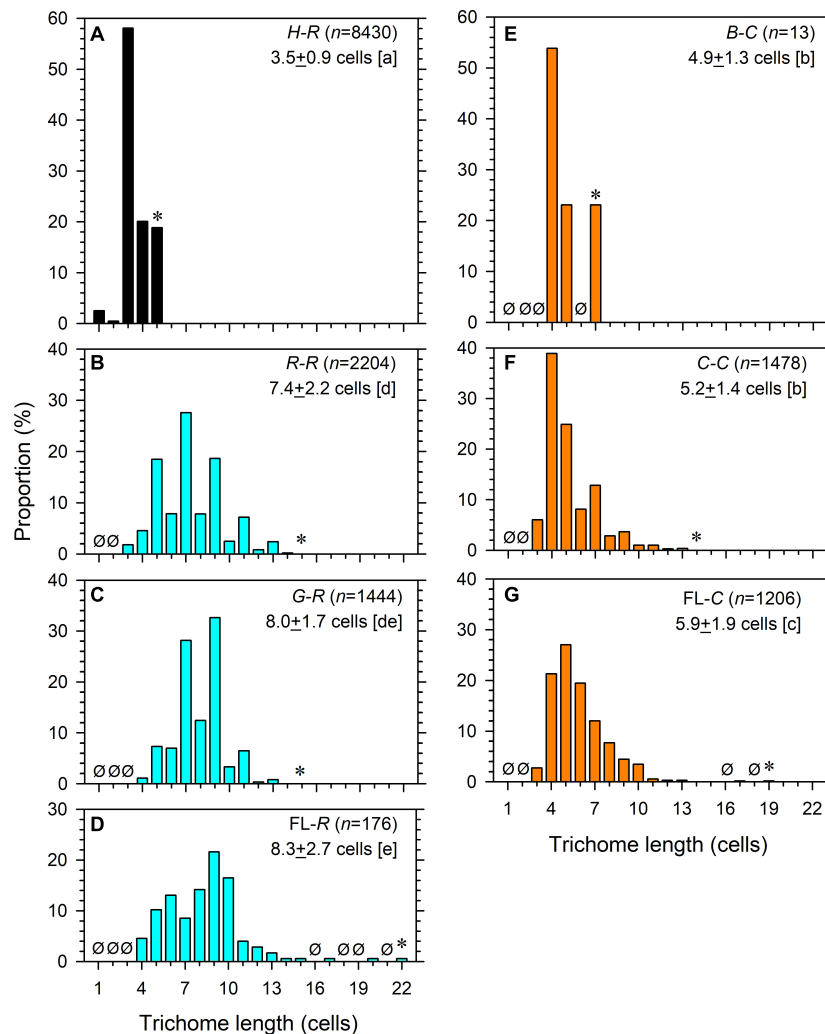 A
H-R (n=8430)
3.5±0.9 cells [a]
60
50
40
30
20
10
0
*
B
R-R (n=2204)
7.4±2.2 cells [d]
40
30
20
10
0
ØØ
*
Proportion (%)
C
G-R (n=1444)
8.0±1.7 cells [de]
40
30
20
10
0
ØØØ
*
D
FL-R (n=176)
8.3±2.7 cells [e]
30
20
10
0
ØØØ Ø ØØ Ø *
1 4 7 10 13 16 19 22
Trichome length (cells)
E
B-C (n=13)
4.9±1.3 cells [b]
60
50
40
30
20
10
0
Ø ØØ Ø
*
F
C-C (n=1478)
5.2±1.4 cells [b]
40
30
20
10
0
ØØ
*
G
FL-C (n=1206)
5.9±1.9 cells [c]
40
30
20
10
0
ØØ Ø Ø *
1 4 7 10 13 16 19 22
Trichome length (cells)